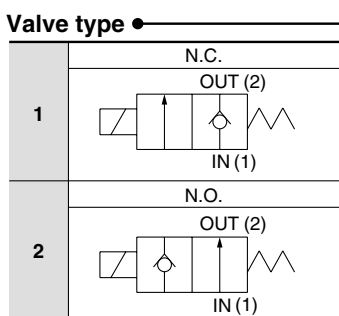 Valve type
N.C.
OUT (2)
1
IN (1)
N.O.
OUT (2)
2
IN (1)